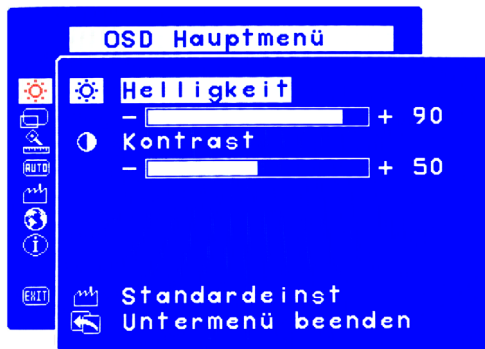 OSD Hauptmenü
Helligkeit
- + 90
Kontrast
- + 50
AUTO
EXIT
Standardeinst
Untermenü beenden